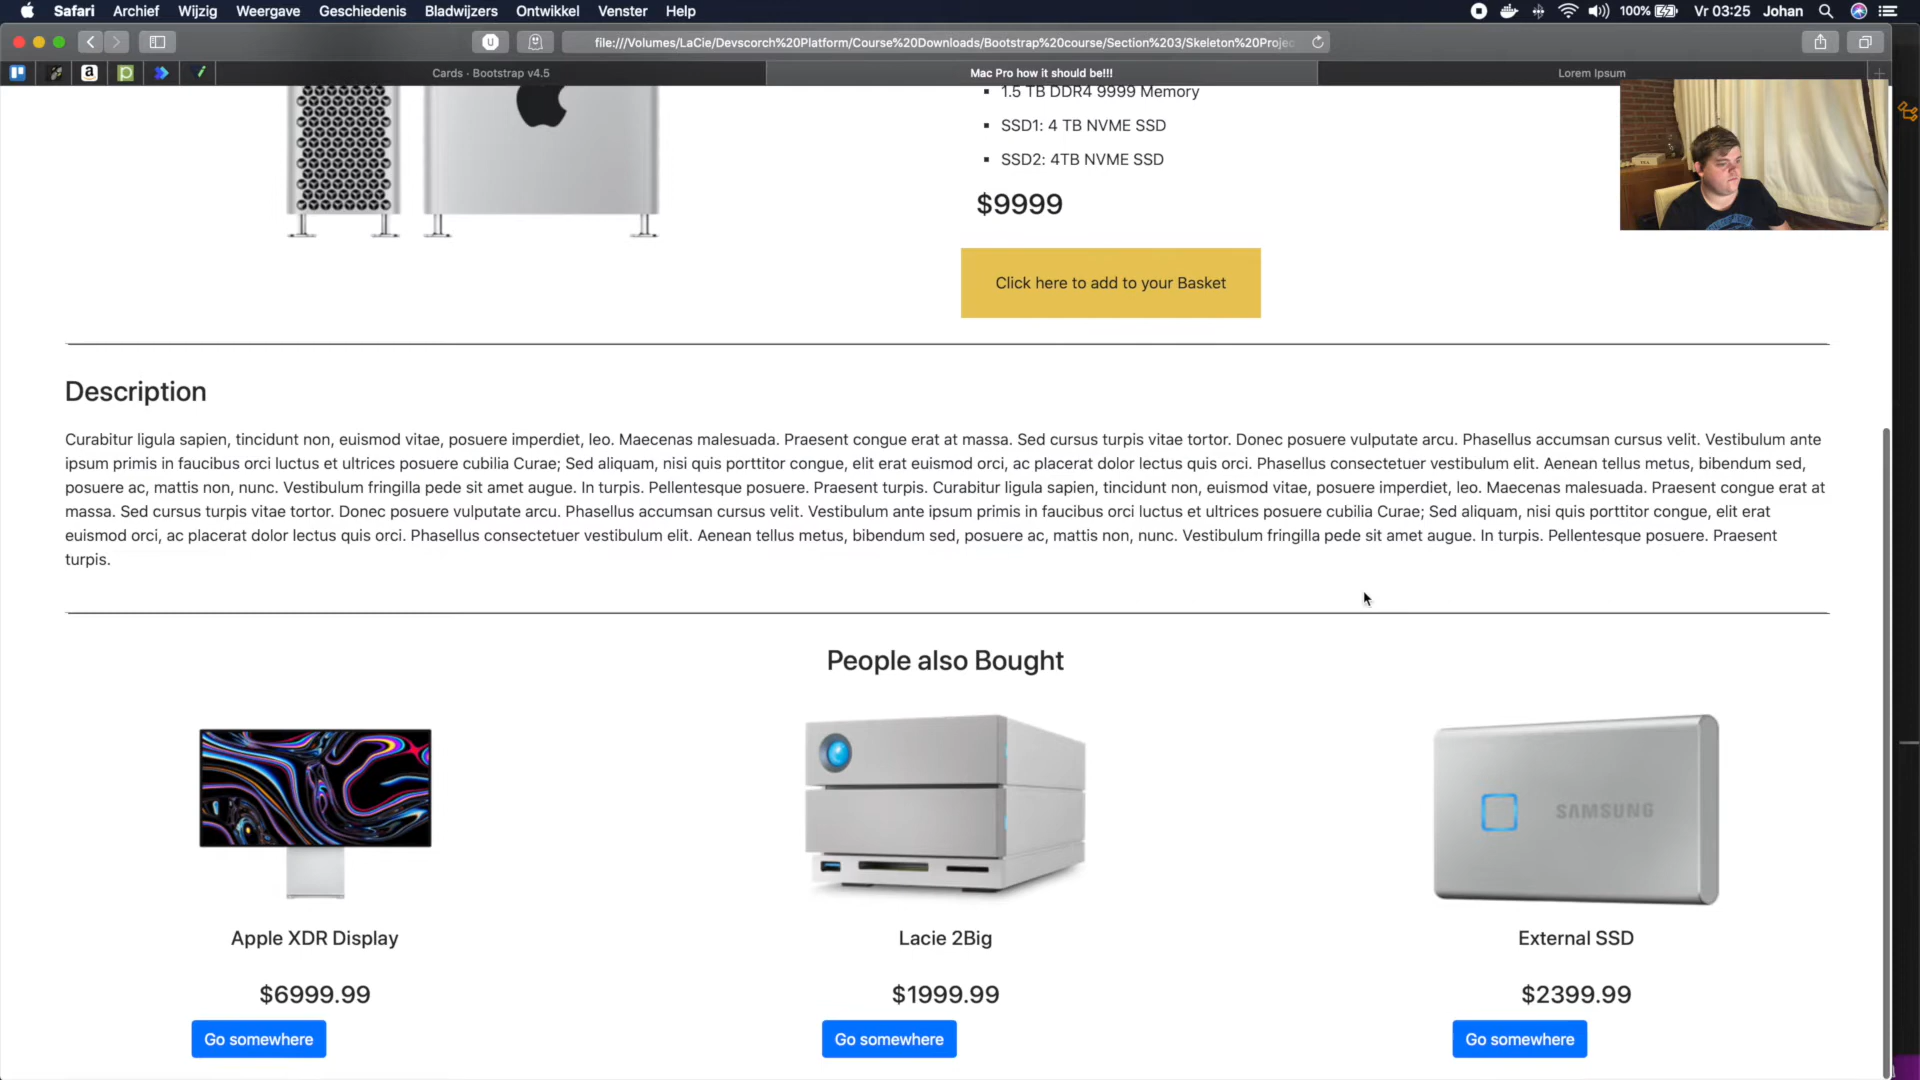 Safari Archief Wijzig Weergave Geschiedenis Bladwijzers Ontwikkel Venster Help 100% Vr 03:25 Johan
file:///Volumes/LaCie/Devscorch%20Platform/Course%20Downloads/Bootstrap%20course/Section%203/Skeleton%20Projec
Cards · Bootstrap v4.5 Mac Pro how it should be!!! Lorem Ipsum
1.5 TB DDR4 9999 Memory
SSD1: 4 TB NVME SSD
SSD2: 4TB NVME SSD
$9999
Click here to add to your Basket
Description
Curabitur ligula sapien, tincidunt non, euismod vitae, posuere imperdiet, leo. Maecenas malesuada. Praesent congue erat at massa. Sed cursus turpis vitae tortor. Donec posuere vulputate arcu. Phasellus accumsan cursus velit. Vestibulum ante
ipsum primis in faucibus orci luctus et ultrices posuere cubilia Curae; Sed aliquam, nisi quis porttitor congue, elit erat euismod orci, ac placerat dolor lectus quis orci. Phasellus consectetuer vestibulum elit. Aenean tellus metus, bibendum sed,
posuere ac, mattis non, nunc. Vestibulum fringilla pede sit amet augue. In turpis. Pellentesque posuere. Praesent turpis. Curabitur ligula sapien, tincidunt non, euismod vitae, posuere imperdiet, leo. Maecenas malesuada. Praesent congue erat at
massa. Sed cursus turpis vitae tortor. Donec posuere vulputate arcu. Phasellus accumsan cursus velit. Vestibulum ante ipsum primis in faucibus orci luctus et ultrices posuere cubilia Curae; Sed aliquam, nisi quis porttitor congue, elit erat
euismod orci, ac placerat dolor lectus quis orci. Phasellus consectetuer vestibulum elit. Aenean tellus metus, bibendum sed, posuere ac, mattis non, nunc. Vestibulum fringilla pede sit amet augue. In turpis. Pellentesque posuere. Praesent
turpis.
People also Bought
SAMSUNG
Apple XDR Display Lacie 2Big External SSD
$6999.99 $1999.99 $2399.99
Go somewhere Go somewhere Go somewhere